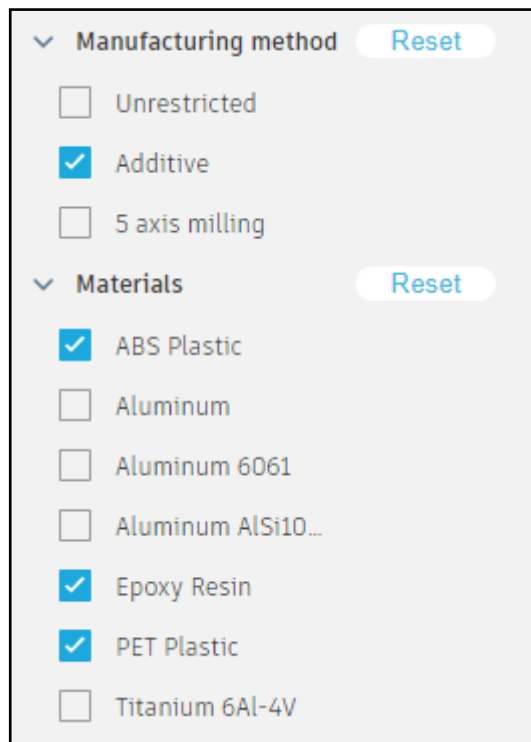 Manufacturing method Reset
Unrestricted
Additive
5 axis milling
Materials Reset
ABS Plastic
Aluminum
Aluminum 6061
Aluminum AlSi10...
Epoxy Resin
PET Plastic
Titanium 6Al-4V